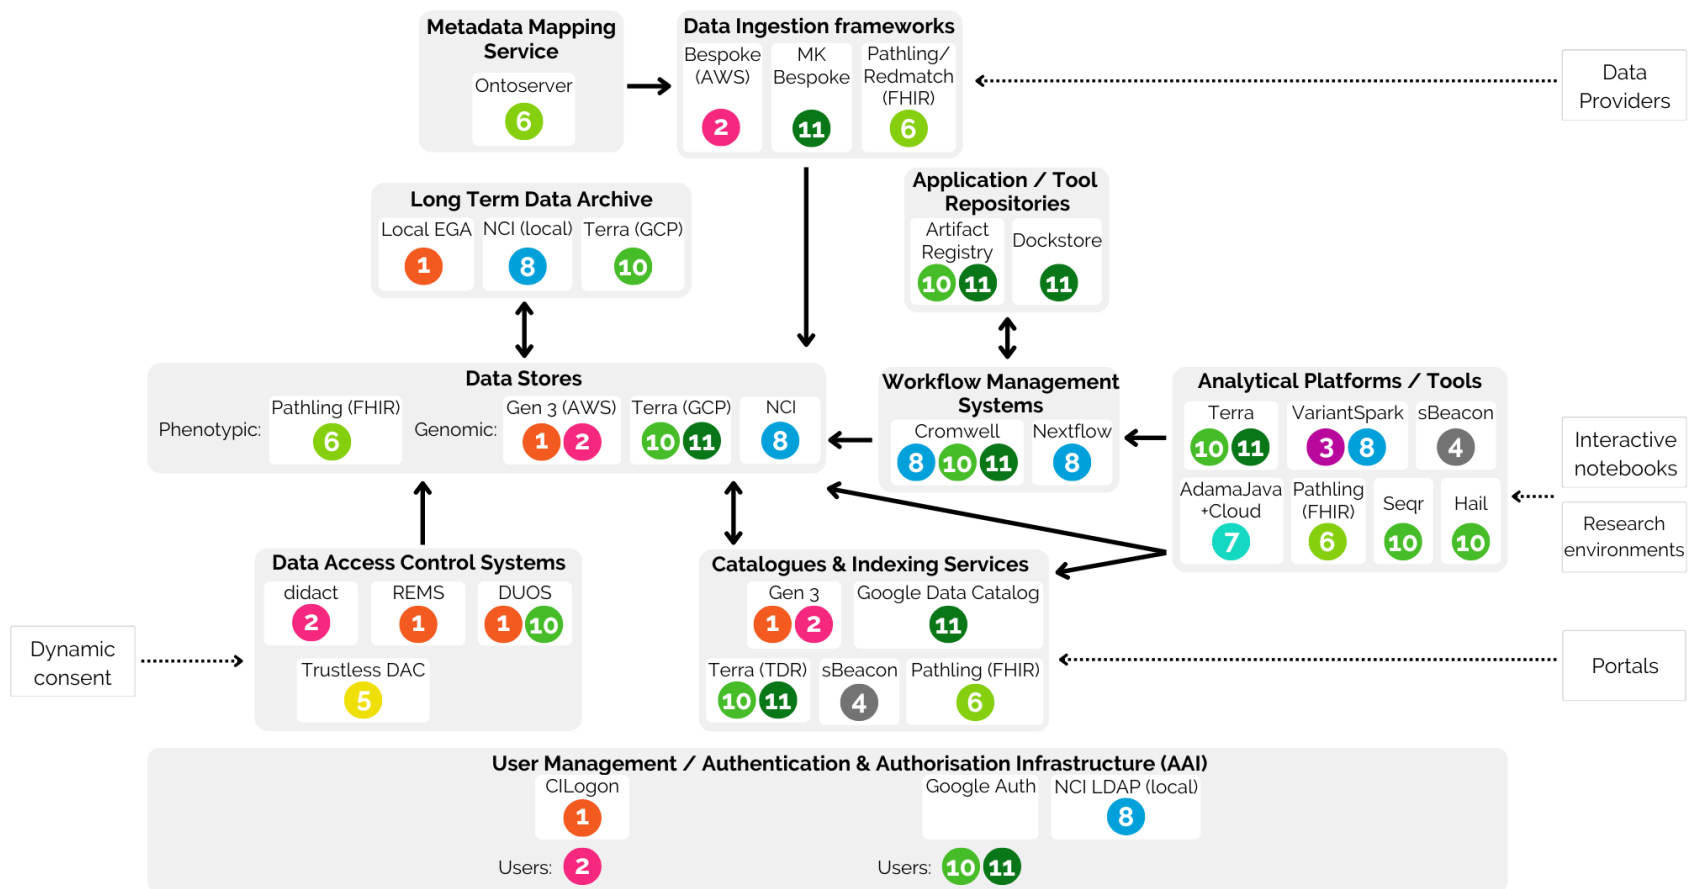 Metadata Mapping
Service
Ontoserver
6
Data Ingestion frameworks
Bespoke
(AWS)
2
MK
Bespoke
11
Pathling/
Redmatch
(FHIR)
6
Data
Providers
Long Term Data Archive
Local EGA
1
NCI (local)
8
Terra (GCP)
10
Application / Tool
Repositories
Artifact
Registry
10 11
Dockstore
11
Data Stores
Phenotypic:
Pathling (FHIR)
6
Genomic:
Gen 3 (AWS)
1 2
Terra (GCP)
10 11
NCI
8
Workflow Management
Systems
Cromwell
8 10 11
Nextflow
8
Analytical Platforms / Tools
Terra
10 11
VariantSpark
3 8
sBeacon
4
AdamaJava
+Cloud
7
Pathling
(FHIR)
6
Seqr
10
Hail
10
Interactive
notebooks
Research
environments
Data Access Control Systems
didact
2
REMS
1
DUOS
1 10
Trustless DAC
5
Dynamic
consent
Catalogues & Indexing Services
Gen 3
1 2
Google Data Catalog
11
Terra (TDR)
10 11
sBeacon
4
Pathling (FHIR)
6
Portals
User Management / Authentication & Authorisation Infrastructure (AAI)
CILogon
1
Users: 2
Google Auth
NCI LDAP (local)
8
Users: 10 11